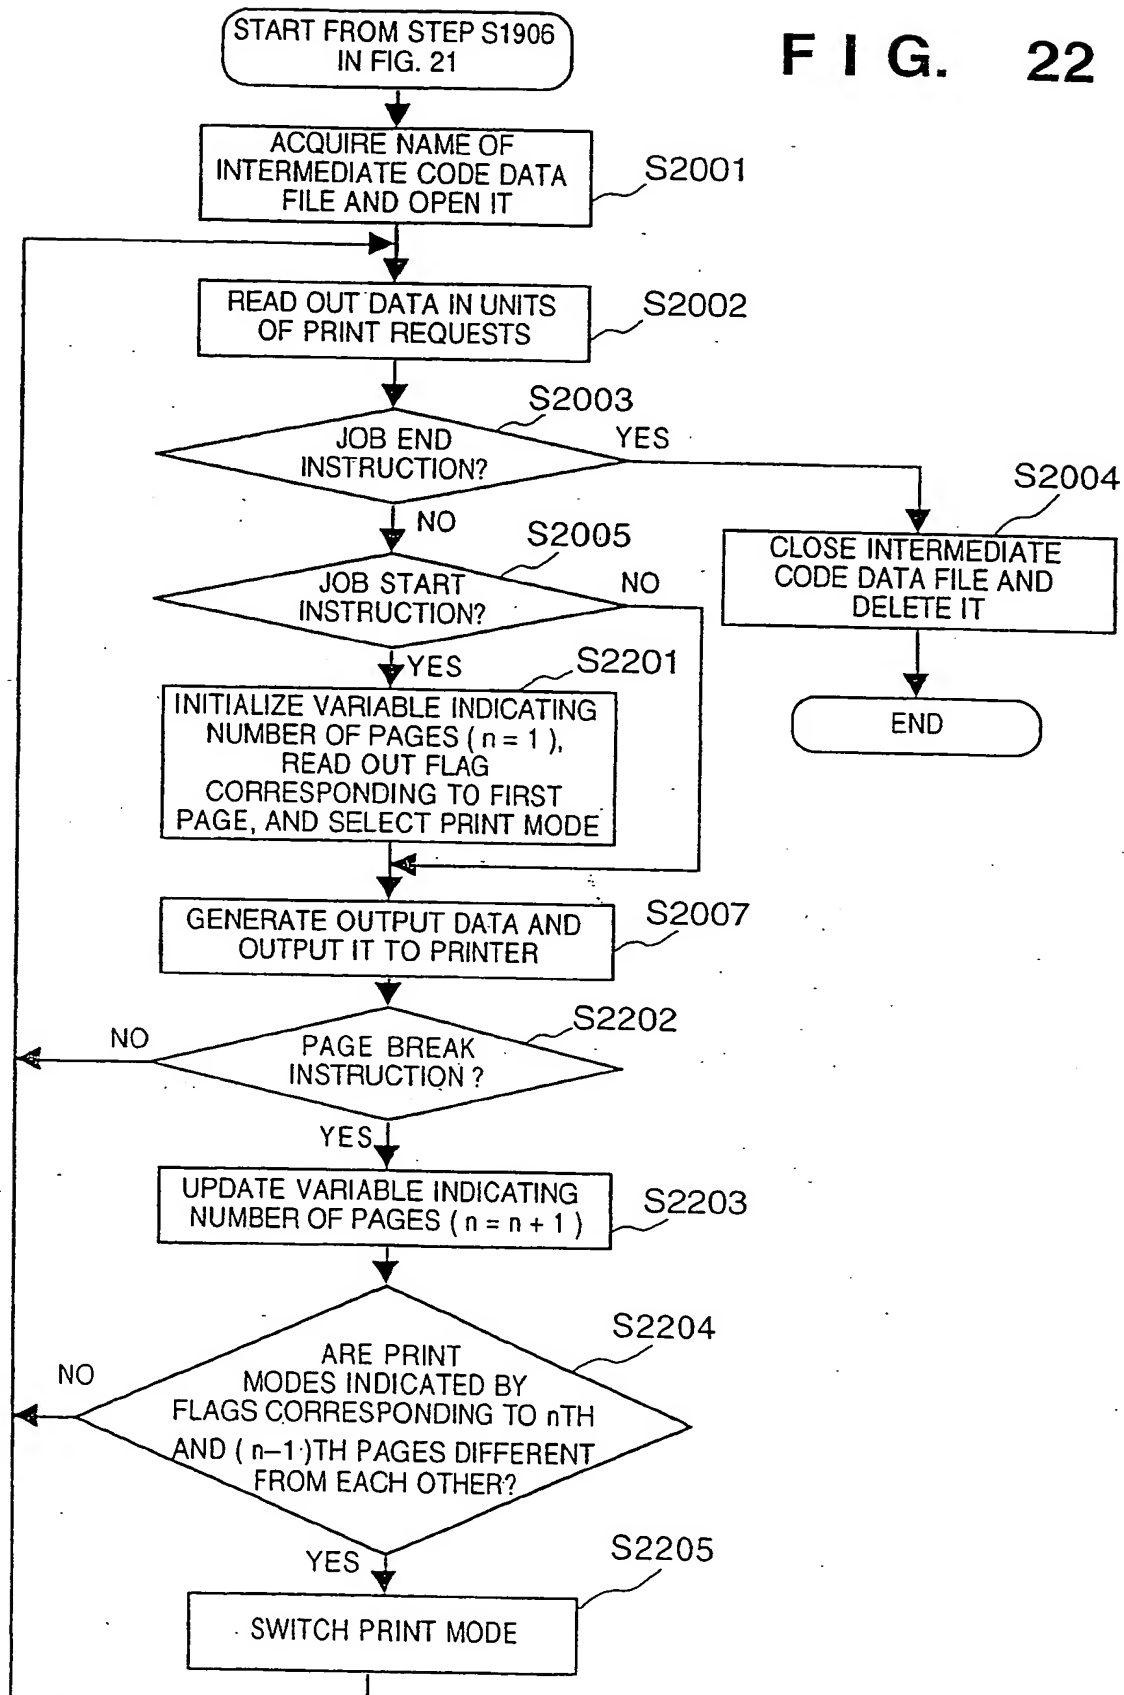 START FROM STEP S1906
IN FIG. 21
FIG. 22
ACQUIRE NAME OF
INTERMEDIATE CODE DATA
FILE AND OPEN IT
S2001
READ OUT DATA IN UNITS
OF PRINT REQUESTS
S2002
S2003
JOB END
INSTRUCTION?
YES
NO
S2004
CLOSE INTERMEDIATE
CODE DATA FILE AND
DELETE IT
END
S2005
JOB START
INSTRUCTION?
NO
YES
S2201
INITIALIZE VARIABLE INDICATING
NUMBER OF PAGES ( n = 1 ),
READ OUT FLAG
CORRESPONDING TO FIRST
PAGE, AND SELECT PRINT MODE
GENERATE OUTPUT DATA AND
OUTPUT IT TO PRINTER
S2007
S2202
NO
PAGE BREAK
INSTRUCTION ?
YES
UPDATE VARIABLE INDICATING
NUMBER OF PAGES ( n = n + 1 )
S2203
S2204
NO
ARE PRINT
MODES INDICATED BY
FLAGS CORRESPONDING TO nTH
AND ( n–1 )TH PAGES DIFFERENT
FROM EACH OTHER?
YES
S2205
SWITCH PRINT MODE